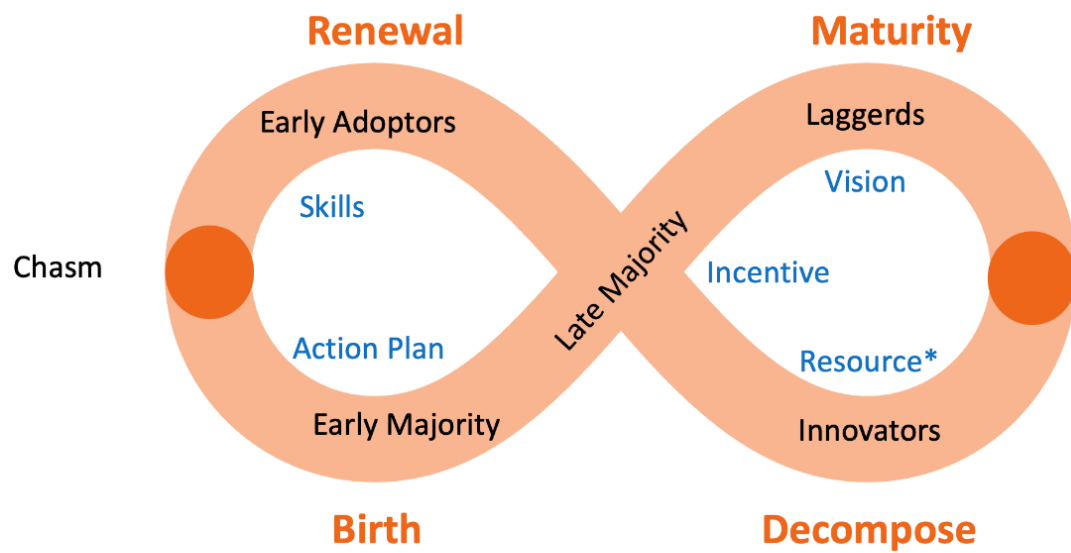 Renewal
Maturity
Early Adoptors
Laggerds
Skills
Vision
Chasm
Late Majority
Incentive
Action Plan
Resource*
Early Majority
Innovators
Birth
Decompose